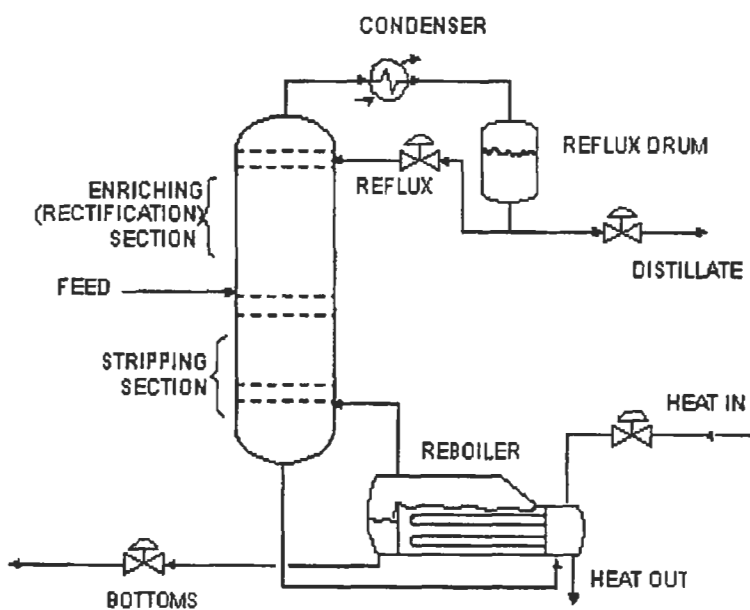 CONDENSER
REFLUX DRUM
REFLUX
ENRICHING
(RECTIFICATION)
SECTION
DISTILLATE
FEED
STRIPPING
SECTION
HEAT IN
REBOILER
HEAT OUT
BOTTOMS